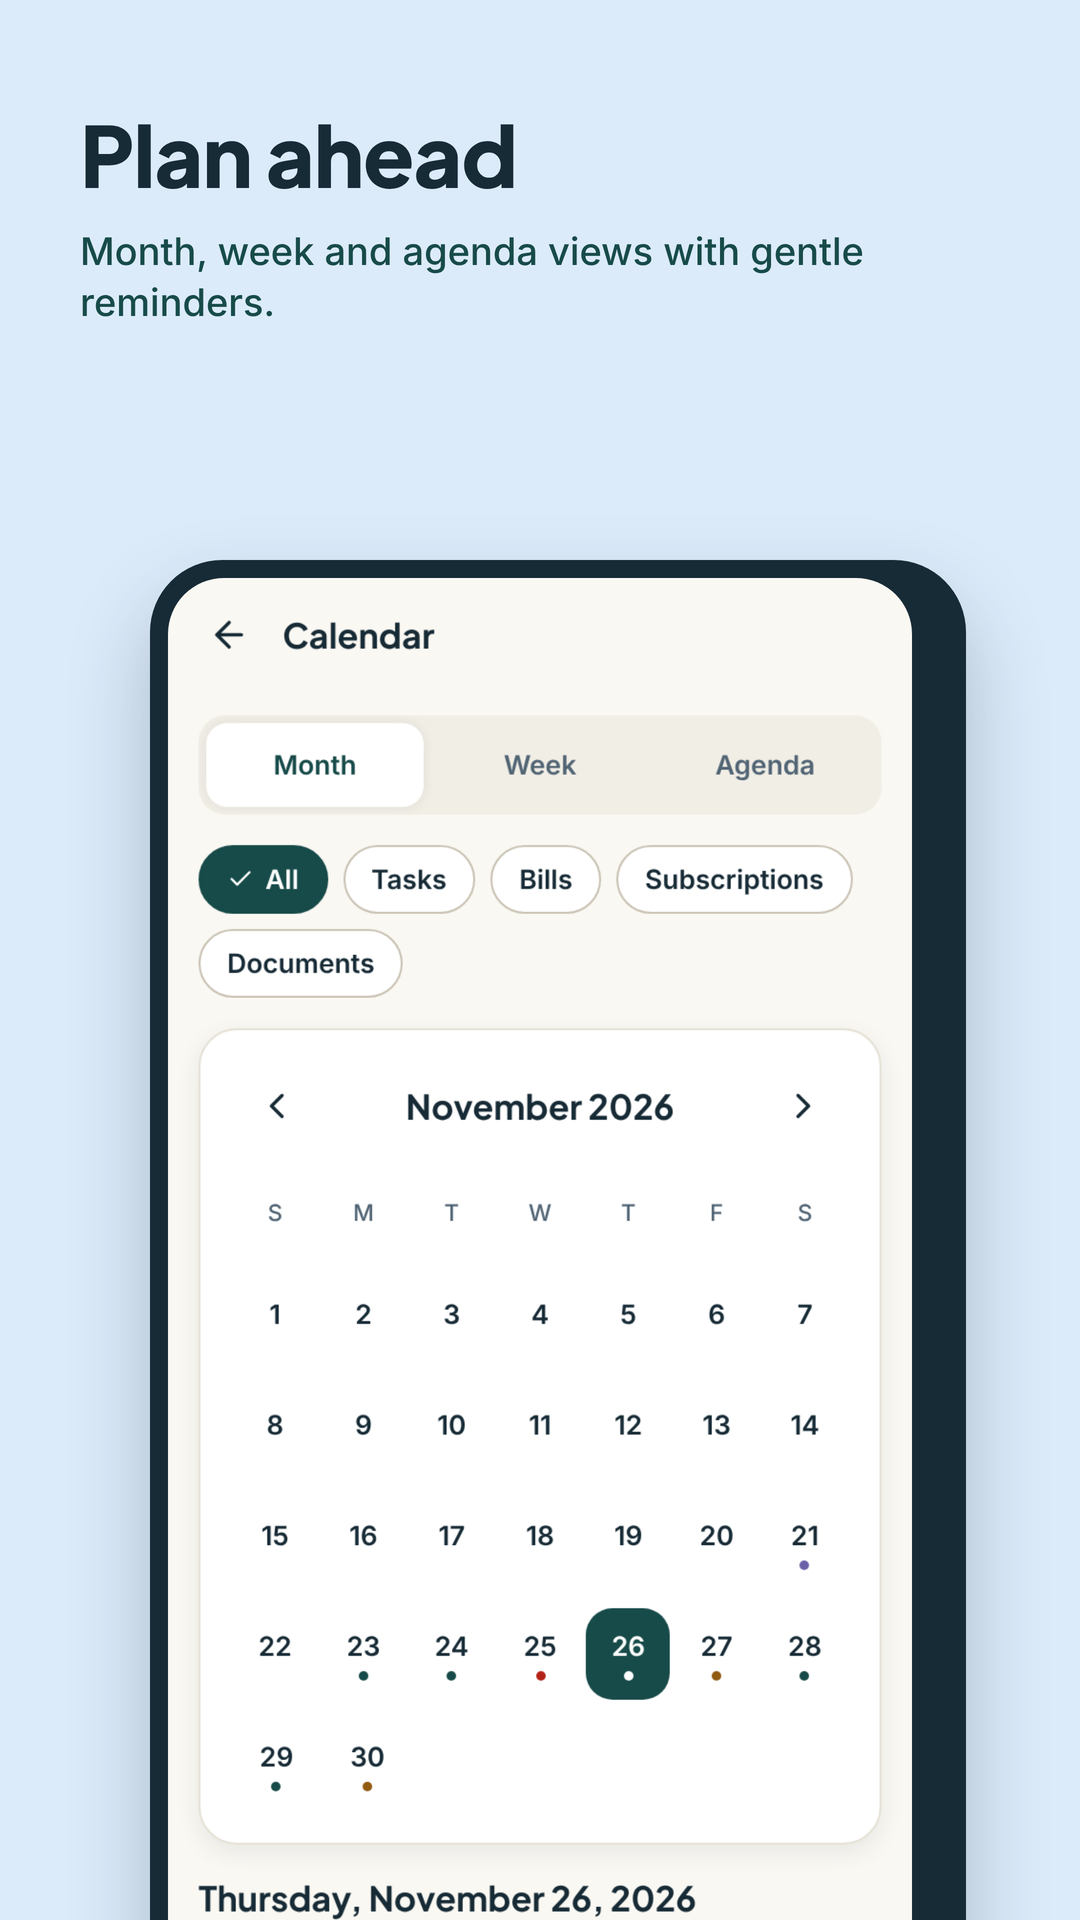 Plan ahead
Month, week and agenda views with gentle
reminders.
Calendar
Month Week Agenda
All Tasks Bills Subscriptions
Documents
November 2026
S M T W T F S
1 2 3 4 5 6 7
8 9 10 11 12 13 14
15 16 17 18 19 20 21
22 23 24 25 26 27 28
29 30
Thursday, November 26, 2026